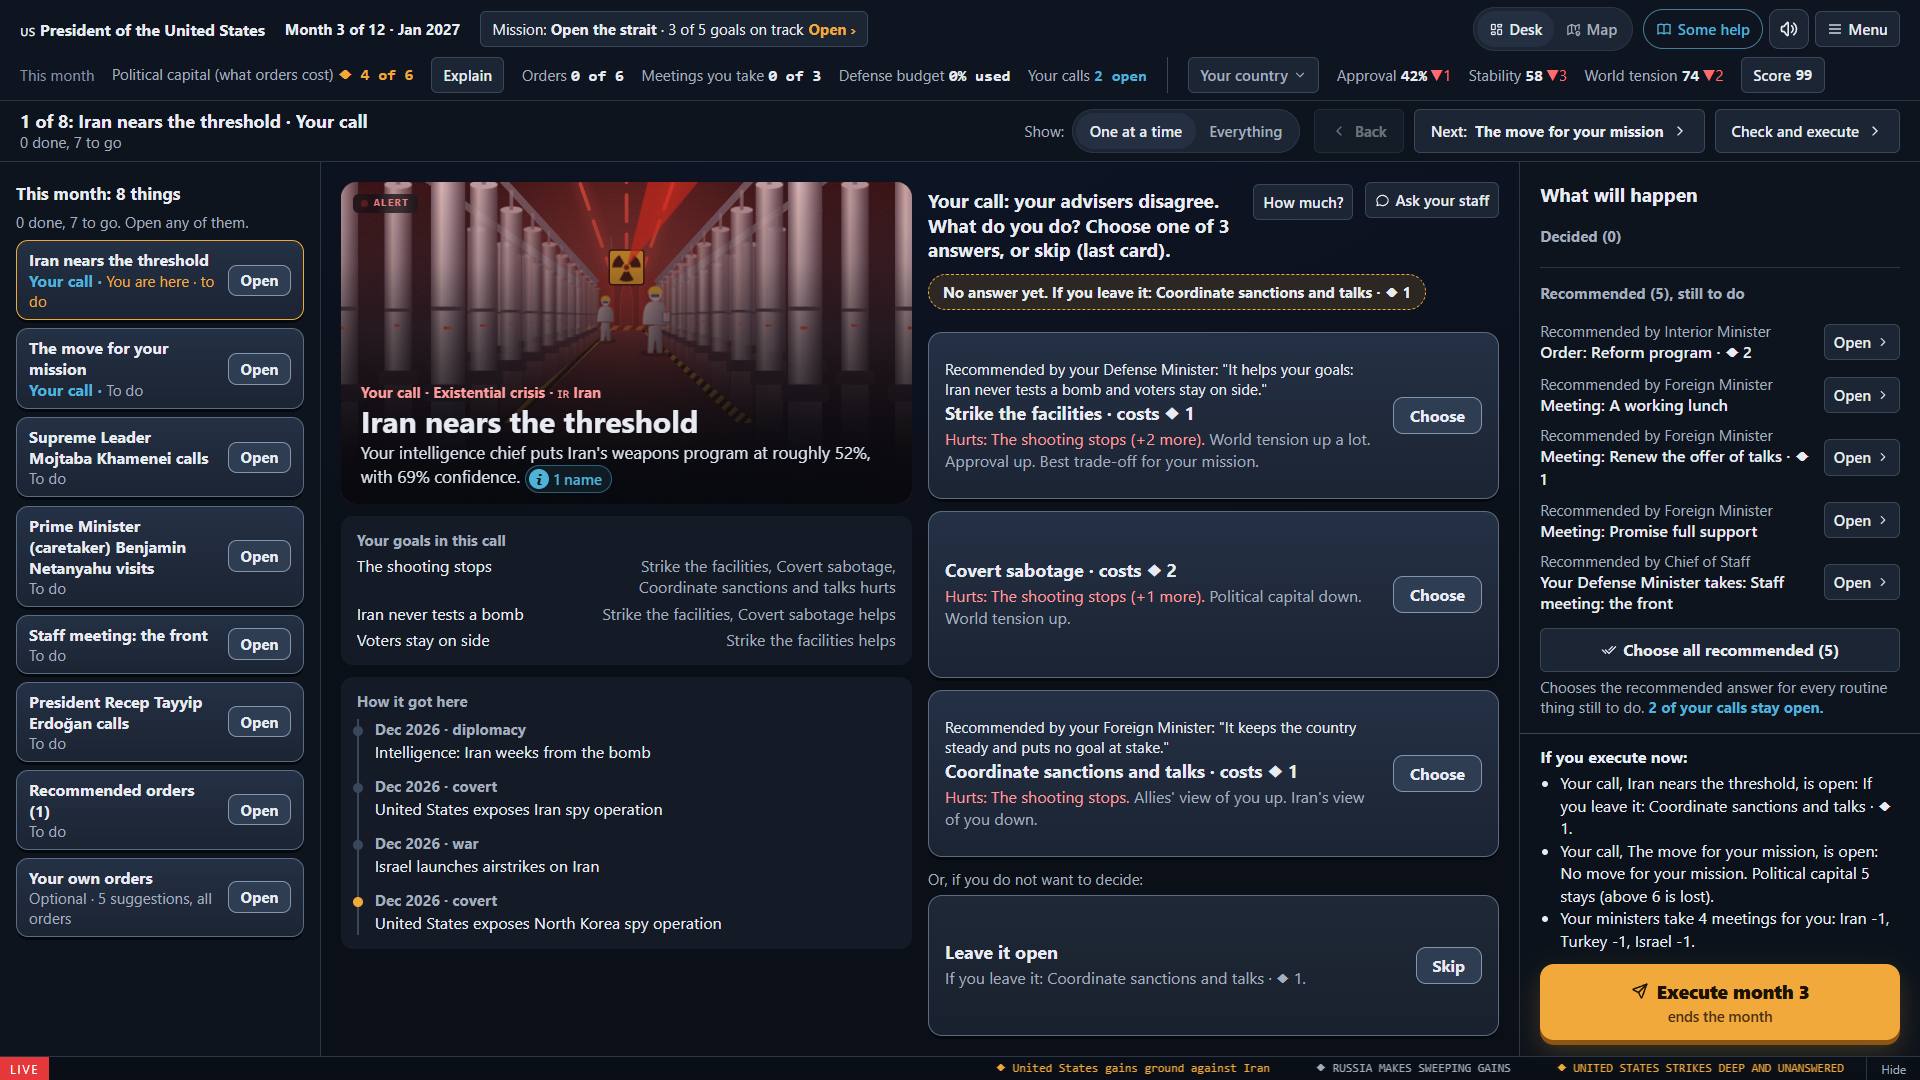 US President of the United States
Month 3 of 12 · Jan 2027
Mission: Open the strait · 3 of 5 goals on track Open ›
Desk
Map
Some help
Menu
This month
Political capital (what orders cost) ◆ 4 of 6
Explain
Orders 0 of 6
Meetings you take 0 of 3
Defense budget 0% used
Your calls 2 open
Your country
Approval 42% ▼1
Stability 58 ▼3
World tension 74 ▼2
Score 99
1 of 8: Iran nears the threshold · Your call
0 done, 7 to go
Show:
One at a time
Everything
Back
Next: The move for your mission
Check and execute
This month: 8 things
0 done, 7 to go. Open any of them.
Iran nears the threshold
Your call · You are here · to
do
Open
The move for your
mission
Your call · To do
Open
Supreme Leader
Mojtaba Khamenei calls
To do
Open
Prime Minister
(caretaker) Benjamin
Netanyahu visits
To do
Open
Staff meeting: the front
To do
Open
President Recep Tayyip
Erdoğan calls
To do
Open
Recommended orders
(1)
To do
Open
Your own orders
Optional · 5 suggestions, all
orders
Open
ALERT
Your call · Existential crisis · IR Iran
Iran nears the threshold
Your intelligence chief puts Iran's weapons program at roughly 52%,
with 69% confidence. i 1 name
Your goals in this call
The shooting stops
Strike the facilities, Covert sabotage,
Coordinate sanctions and talks hurts
Iran never tests a bomb
Strike the facilities, Covert sabotage helps
Voters stay on side
Strike the facilities helps
How it got here
Dec 2026 · diplomacy
Intelligence: Iran weeks from the bomb
Dec 2026 · covert
United States exposes Iran spy operation
Dec 2026 · war
Israel launches airstrikes on Iran
Dec 2026 · covert
United States exposes North Korea spy operation
Your call: your advisers disagree.
What do you do? Choose one of 3
answers, or skip (last card).
How much?
Ask your staff
No answer yet. If you leave it: Coordinate sanctions and talks · ◆ 1
Recommended by your Defense Minister: "It helps your goals:
Iran never tests a bomb and voters stay on side."
Strike the facilities · costs ◆ 1
Hurts: The shooting stops (+2 more). World tension up a lot.
Approval up. Best trade-off for your mission.
Choose
Covert sabotage · costs ◆ 2
Hurts: The shooting stops (+1 more). Political capital down.
World tension up.
Choose
Recommended by your Foreign Minister: "It keeps the country
steady and puts no goal at stake."
Coordinate sanctions and talks · costs ◆ 1
Hurts: The shooting stops. Allies' view of you up. Iran's view
of you down.
Choose
Or, if you do not want to decide:
Leave it open
If you leave it: Coordinate sanctions and talks · ◆ 1.
Skip
What will happen
Decided (0)
Recommended (5), still to do
Recommended by Interior Minister
Order: Reform program · ◆ 2
Open
Recommended by Foreign Minister
Meeting: A working lunch
Open
Recommended by Foreign Minister
Meeting: Renew the offer of talks · ◆
1
Open
Recommended by Foreign Minister
Meeting: Promise full support
Open
Recommended by Chief of Staff
Your Defense Minister takes: Staff
meeting: the front
Open
Choose all recommended (5)
Chooses the recommended answer for every routine
thing still to do. 2 of your calls stay open.
If you execute now:
• Your call, Iran nears the threshold, is open: If
you leave it: Coordinate sanctions and talks · ◆
1.
• Your call, The move for your mission, is open:
No move for your mission. Political capital 5
stays (above 6 is lost).
• Your ministers take 4 meetings for you: Iran -1,
Turkey -1, Israel -1.
Execute month 3
ends the month
LIVE
◆ United States gains ground against Iran
◆ RUSSIA MAKES SWEEPING GAINS
◆ UNITED STATES STRIKES DEEP AND UNANSWERED
Hide